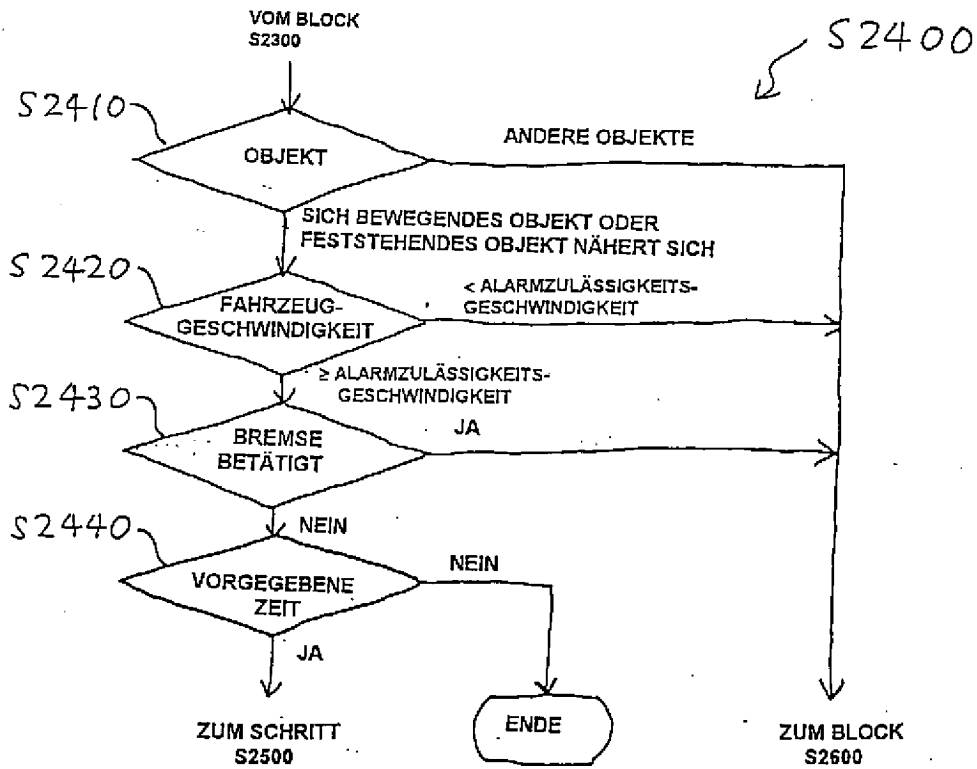 VOM BLOCK
S2300
S2400
S2410
OBJEKT
ANDERE OBJEKTE
SICH BEWEGENDES OBJEKT ODER
FESTSTEHENDES OBJEKT NÄHERT SICH
S2420
FAHRZEUG-
GESCHWINDIGKEIT
< ALARMZULÄSSIGKEITS-
GESCHWINDIGKEIT
≥ ALARMZULÄSSIGKEITS-
GESCHWINDIGKEIT
S2430
BREMSE
BETÄTIGT
JA
S2440
NEIN
VORGEGEBENE
ZEIT
NEIN
JA
ZUM SCHRITT
S2500
ENDE
ZUM BLOCK
S2600